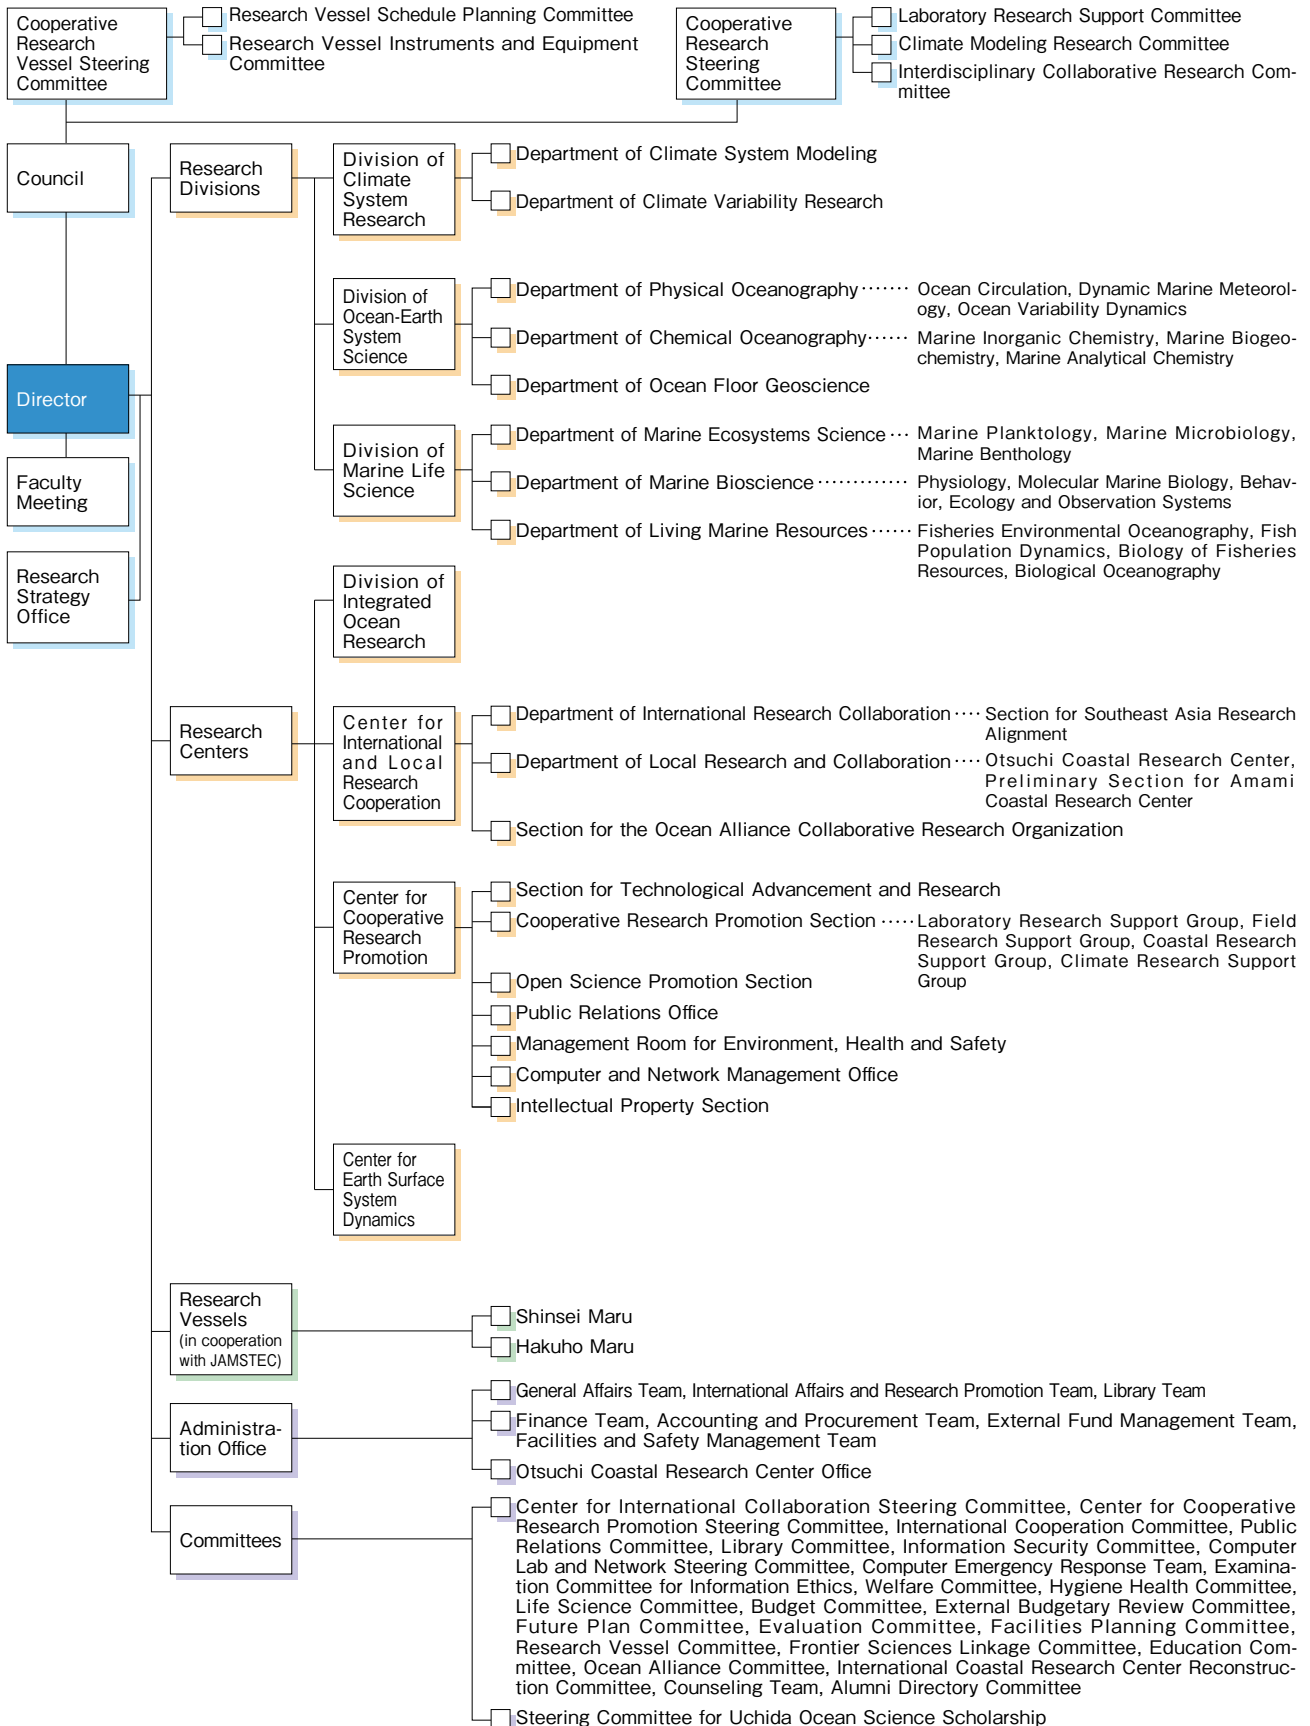 Cooperative
Research
Vessel Steering
Committee
Research Vessel Schedule Planning Committee
Research Vessel Instruments and Equipment
Committee
Cooperative
Research
Steering
Committee
Laboratory Research Support Committee
Climate Modeling Research Committee
Interdisciplinary Collaborative Research Com-
mittee
Council
Director
Faculty
Meeting
Research
Strategy
Office
Research
Divisions
Division of
Climate
System
Research
Department of Climate System Modeling
Department of Climate Variability Research
Division of
Ocean-Earth
System
Science
Department of Physical Oceanography ······· Ocean Circulation, Dynamic Marine Meteorol-
ogy, Ocean Variability Dynamics
Department of Chemical Oceanography ······ Marine Inorganic Chemistry, Marine Biogeo-
chemistry, Marine Analytical Chemistry
Department of Ocean Floor Geoscience
Division of
Marine Life
Science
Department of Marine Ecosystems Science ··· Marine Planktology, Marine Microbiology,
Marine Benthology
Department of Marine Bioscience ············· Physiology, Molecular Marine Biology, Behav-
ior, Ecology and Observation Systems
Department of Living Marine Resources ······ Fisheries Environmental Oceanography, Fish
Population Dynamics, Biology of Fisheries
Resources, Biological Oceanography
Research
Centers
Division of
Integrated
Ocean
Research
Center for
International
and Local
Research
Cooperation
Department of International Research Collaboration ···· Section for Southeast Asia Research
Alignment
Department of Local Research and Collaboration ···· Otsuchi Coastal Research Center,
Preliminary Section for Amami
Coastal Research Center
Section for the Ocean Alliance Collaborative Research Organization
Center for
Cooperative
Research
Promotion
Section for Technological Advancement and Research
Cooperative Research Promotion Section ····· Laboratory Research Support Group, Field
Research Support Group, Coastal Research
Support Group, Climate Research Support
Group
Open Science Promotion Section
Public Relations Office
Management Room for Environment, Health and Safety
Computer and Network Management Office
Intellectual Property Section
Center for
Earth Surface
System
Dynamics
Research
Vessels
(in cooperation
with JAMSTEC)
Shinsei Maru
Hakuho Maru
Administra-
tion Office
General Affairs Team, International Affairs and Research Promotion Team, Library Team
Finance Team, Accounting and Procurement Team, External Fund Management Team,
Facilities and Safety Management Team
Otsuchi Coastal Research Center Office
Committees
Center for International Collaboration Steering Committee, Center for Cooperative
Research Promotion Steering Committee, International Cooperation Committee, Public
Relations Committee, Library Committee, Information Security Committee, Computer
Lab and Network Steering Committee, Computer Emergency Response Team, Examina-
tion Committee for Information Ethics, Welfare Committee, Hygiene Health Committee,
Life Science Committee, Budget Committee, External Budgetary Review Committee,
Future Plan Committee, Evaluation Committee, Facilities Planning Committee,
Research Vessel Committee, Frontier Sciences Linkage Committee, Education Com-
mittee, Ocean Alliance Committee, International Coastal Research Center Reconstruc-
tion Committee, Counseling Team, Alumni Directory Committee
Steering Committee for Uchida Ocean Science Scholarship